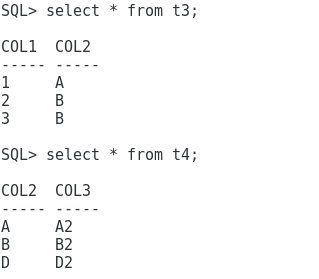 SQL> select * from t3;
COL1  COL2
----- -----
1     A
2     B
3     B
SQL> select * from t4;
COL2  COL3
----- -----
A     A2
B     B2
D     D2